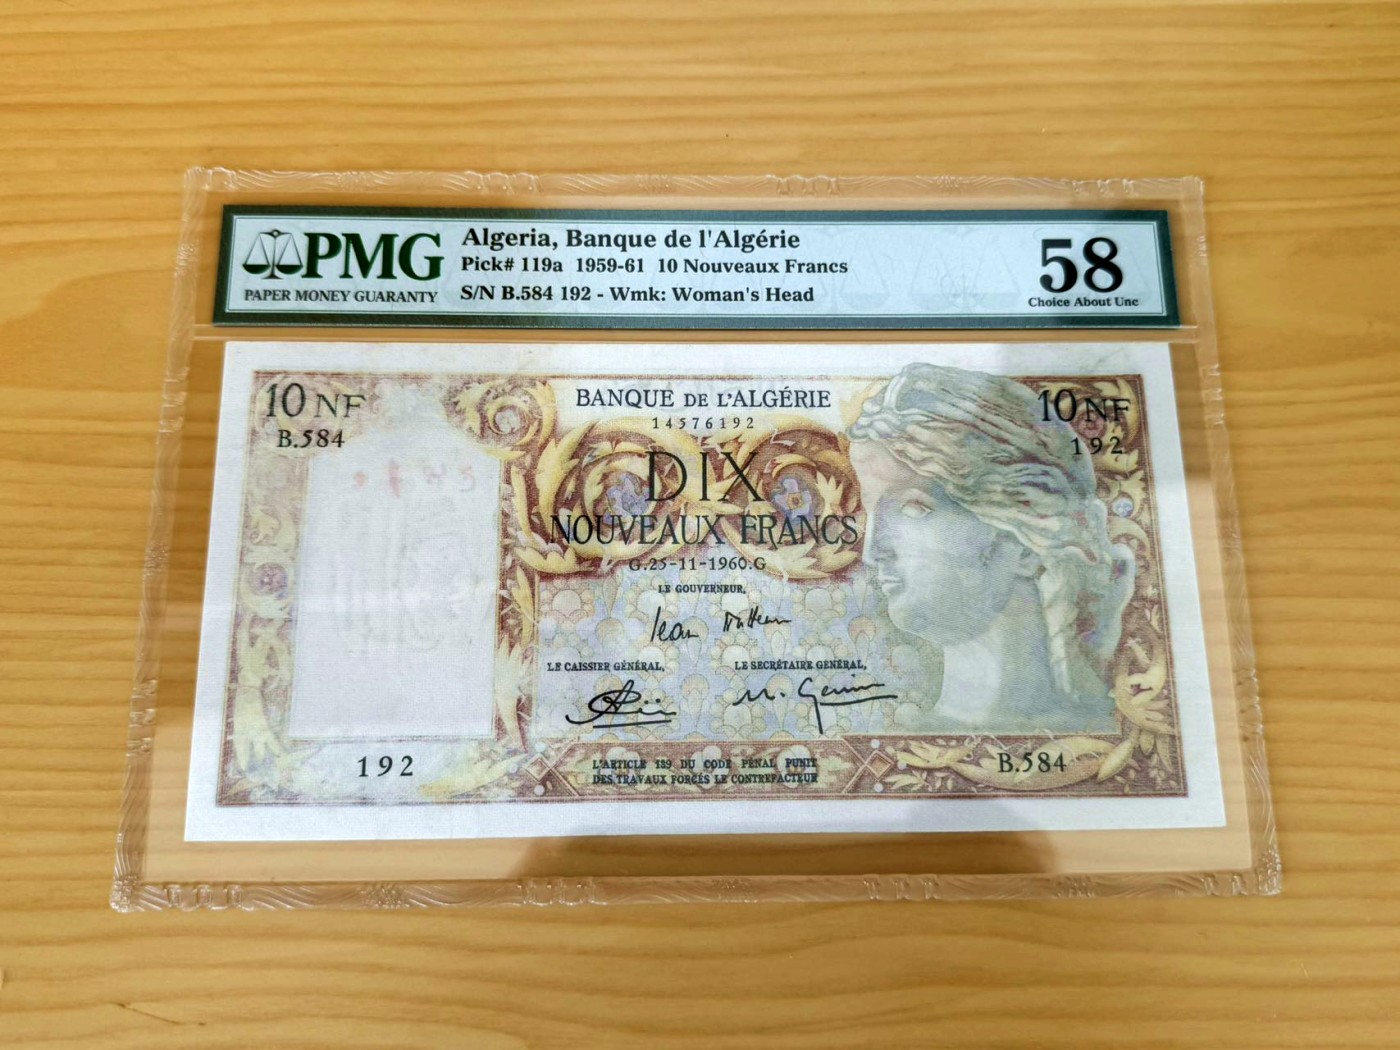 PMG
PAPER MONEY GUARANTY
Algeria, Banque de l'Algérie
Pick# 119a 1959-61 10 Nouveaux Francs
S/N B.584 192 - Wmk: Woman's Head
58
Choice About Unc
10 NF
B.584
BANQUE DE L'ALGÉRIE
14576192
10 NF
192
DIX
NOUVEAUX FRANCS
G.25-11-1960.G
LE GOUVERNEUR,
LE CAISSIER GÉNÉRAL,
LE SECRÉTAIRE GÉNÉRAL,
192
L'ARTICLE 139 DU CODE PÉNAL PUNIT
DES TRAVAUX FORCÉS LE CONTREFACTEUR
B.584